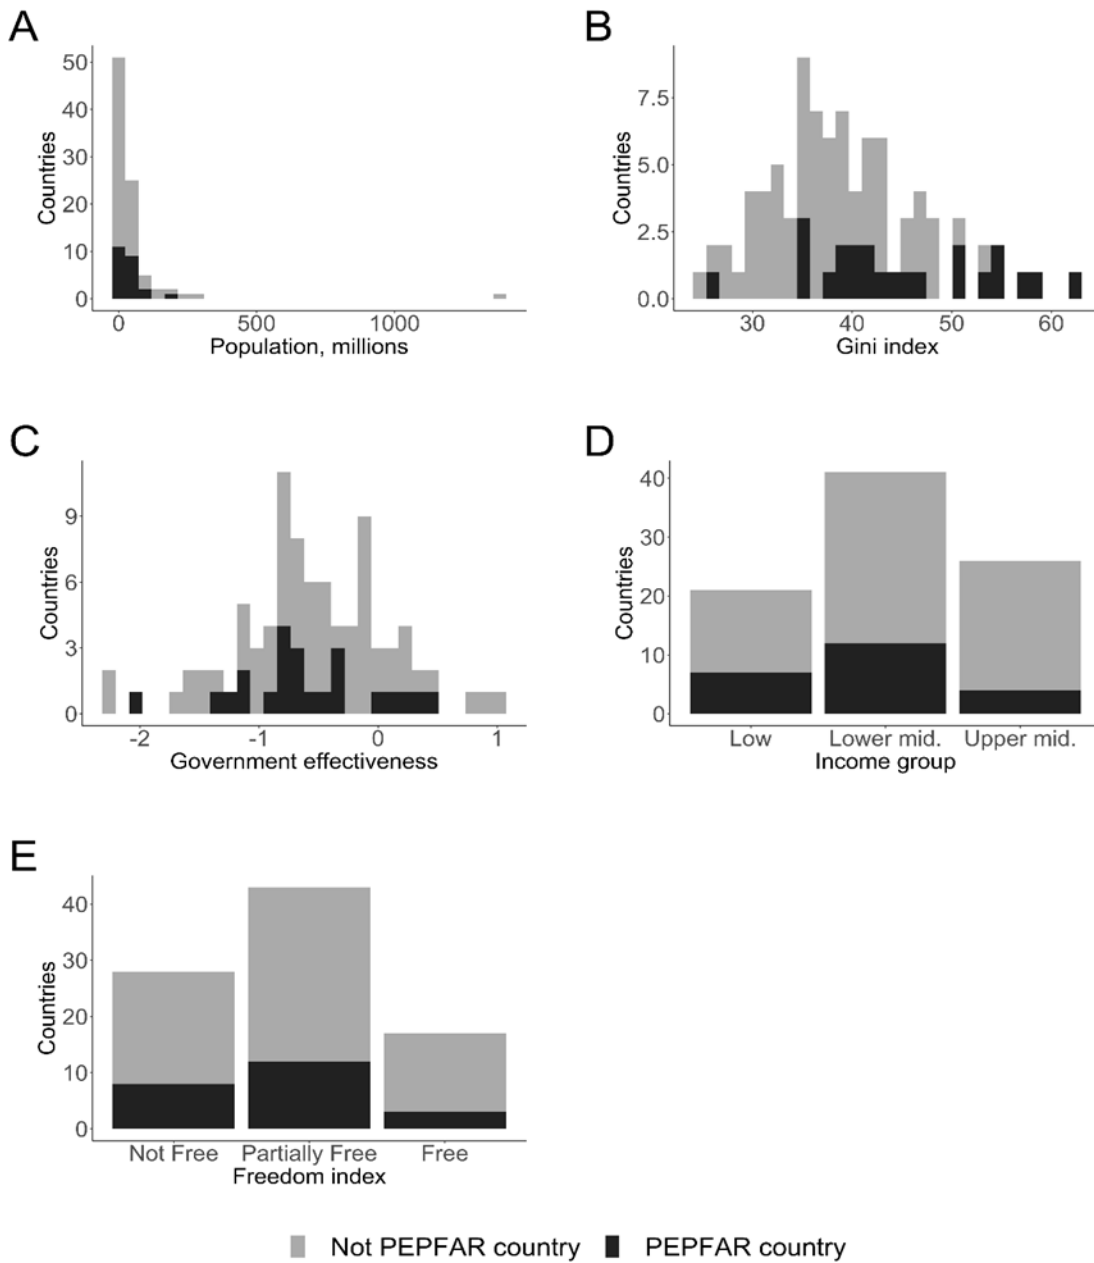 A
50
40
30
20
10
0
Countries
0 500 1000
Population, millions
B
7.5
5.0
2.5
0.0
Countries
30 40 50 60
Gini index
C
9
6
3
0
Countries
-2 -1 0 1
Government effectiveness
D
40
30
20
10
0
Countries
Low Lower mid. Upper mid.
Income group
E
40
30
20
10
0
Countries
Not Free Partially Free Free
Freedom index
Not PEPFAR country PEPFAR country